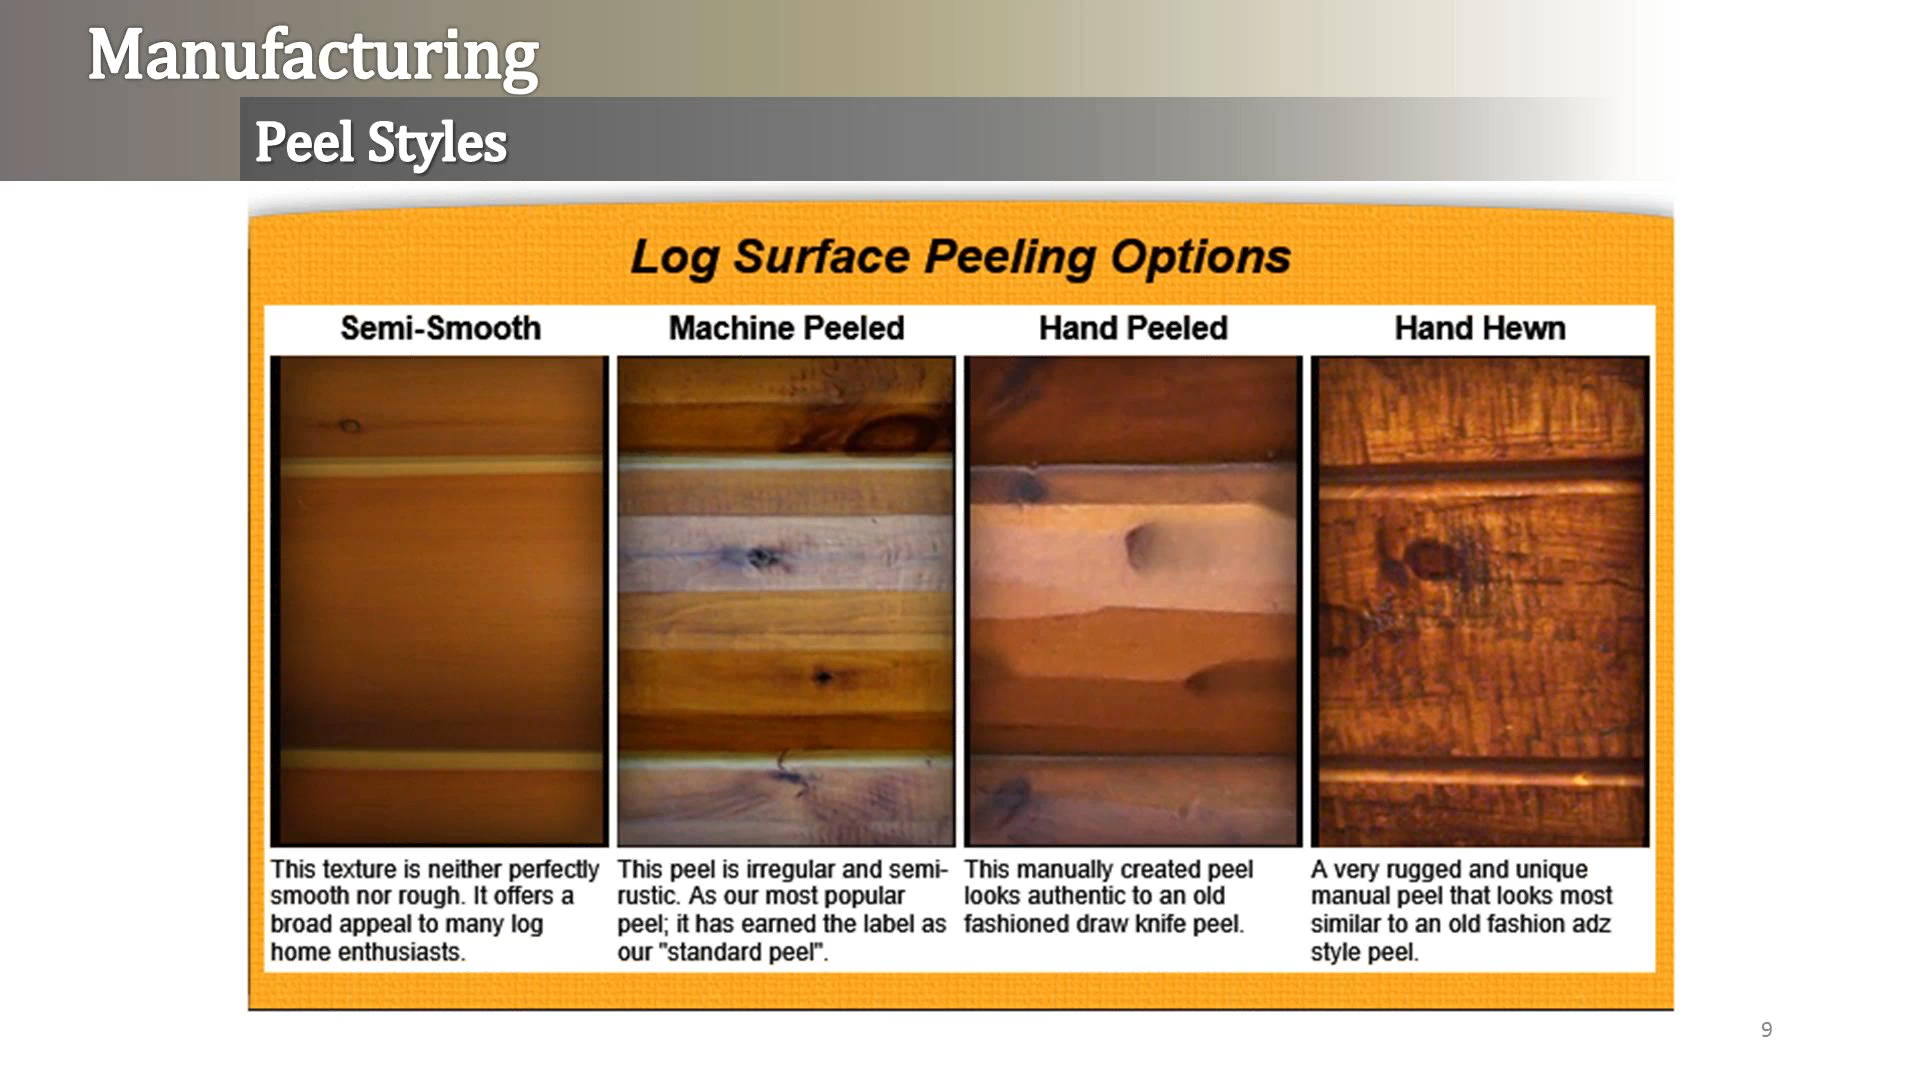 Manufacturing
Peel Styles
Log Surface Peeling Options
Semi-Smooth
Machine Peeled
Hand Peeled
Hand Hewn
This texture is neither perfectly
smooth nor rough. It offers a
broad appeal to many log
home enthusiasts.
This peel is irregular and semi-
rustic. As our most popular
peel; it has earned the label as
our "standard peel".
This manually created peel
looks authentic to an old
fashioned draw knife peel.
A very rugged and unique
manual peel that looks most
similar to an old fashion adz
style peel.
9